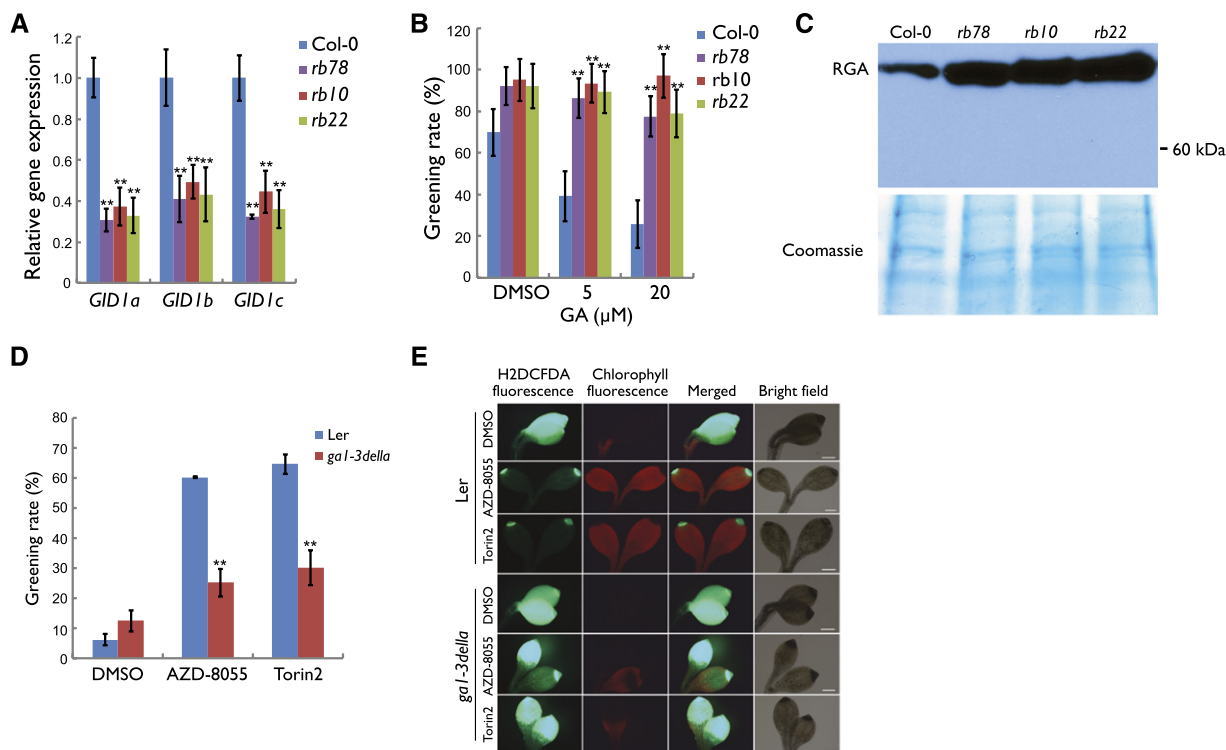 A
Relative gene expression
1.2
1.0
0.8
0.6
0.4
0.2
0
** ** **
** ** **
** ** **
GID1a GID1b GID1c
Col-0
rb78
rb10
rb22
B
Greening rate (%)
120
100
80
60
40
20
0
** ** **
** ** **
DMSO 5 20
GA (µM)
Col-0
rb78
rb10
rb22
C
Col-0 rb78 rb10 rb22
RGA
60 kDa
Coomassie
D
Greening rate (%)
80
70
60
50
40
30
20
10
0
**
**
DMSO AZD-8055 Torin2
Ler
ga1-3della
E
H2DCFDA fluorescence
Chlorophyll fluorescence
Merged
Bright field
Ler
DMSO
AZD-8055
Torin2
ga1-3della
DMSO
AZD-8055
Torin2